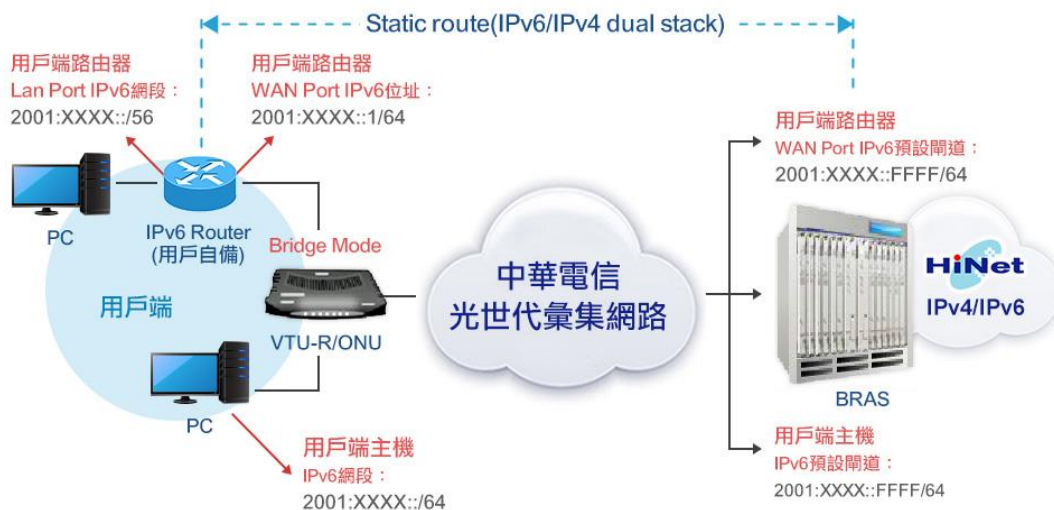 Static route(IPv6/IPv4 dual stack)
用戶端路由器
Lan Port IPv6網段：
2001:XXXX::/56
用戶端路由器
WAN Port IPv6位址：
2001:XXXX::1/64
用戶端路由器
WAN Port IPv6預設閘道：
2001:XXXX::FFFF/64
PC
IPv6 Router
(用戶自備)
Bridge Mode
用戶端
VTU-R/ONU
中華電信
光世代彙集網路
HiNet
IPv4/IPv6
BRAS
PC
用戶端主機
IPv6網段：
2001:XXXX::/64
用戶端主機
IPv6預設閘道：
2001:XXXX::FFFF/64